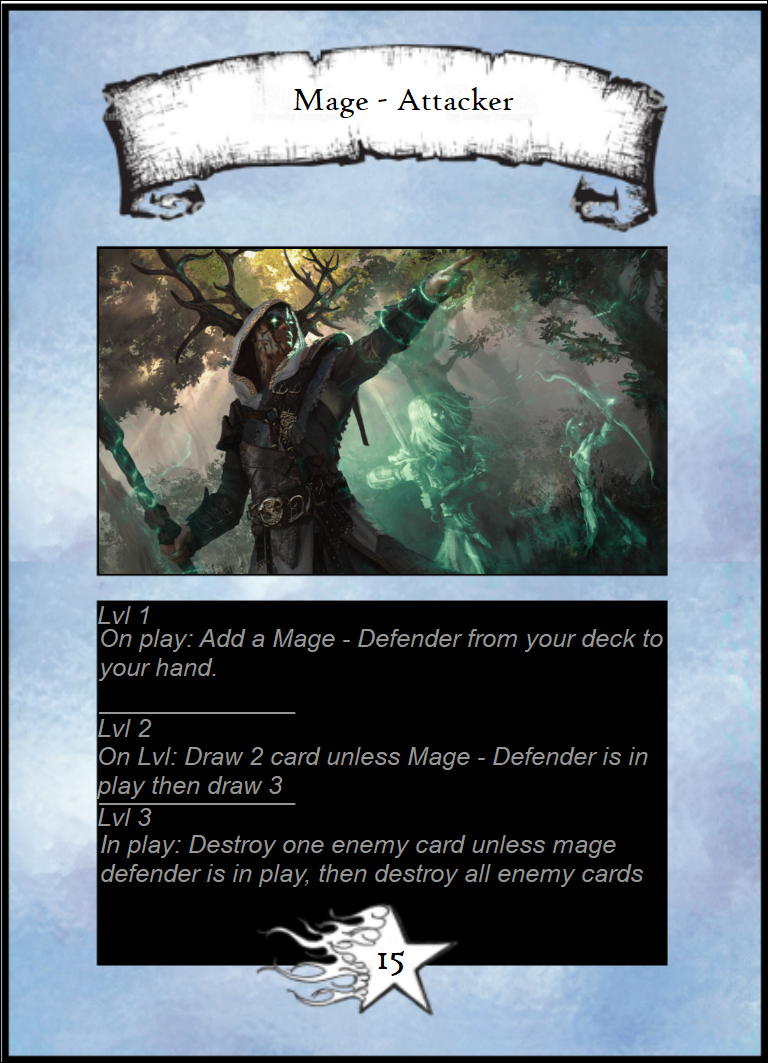 Mage - Attacker
Lvl 1
On play: Add a Mage - Defender from your deck to
your hand.
Lvl 2
On Lvl: Draw 2 card unless Mage - Defender is in
play then draw 3
Lvl 3
In play: Destroy one enemy card unless mage
defender is in play, then destroy all enemy cards
15